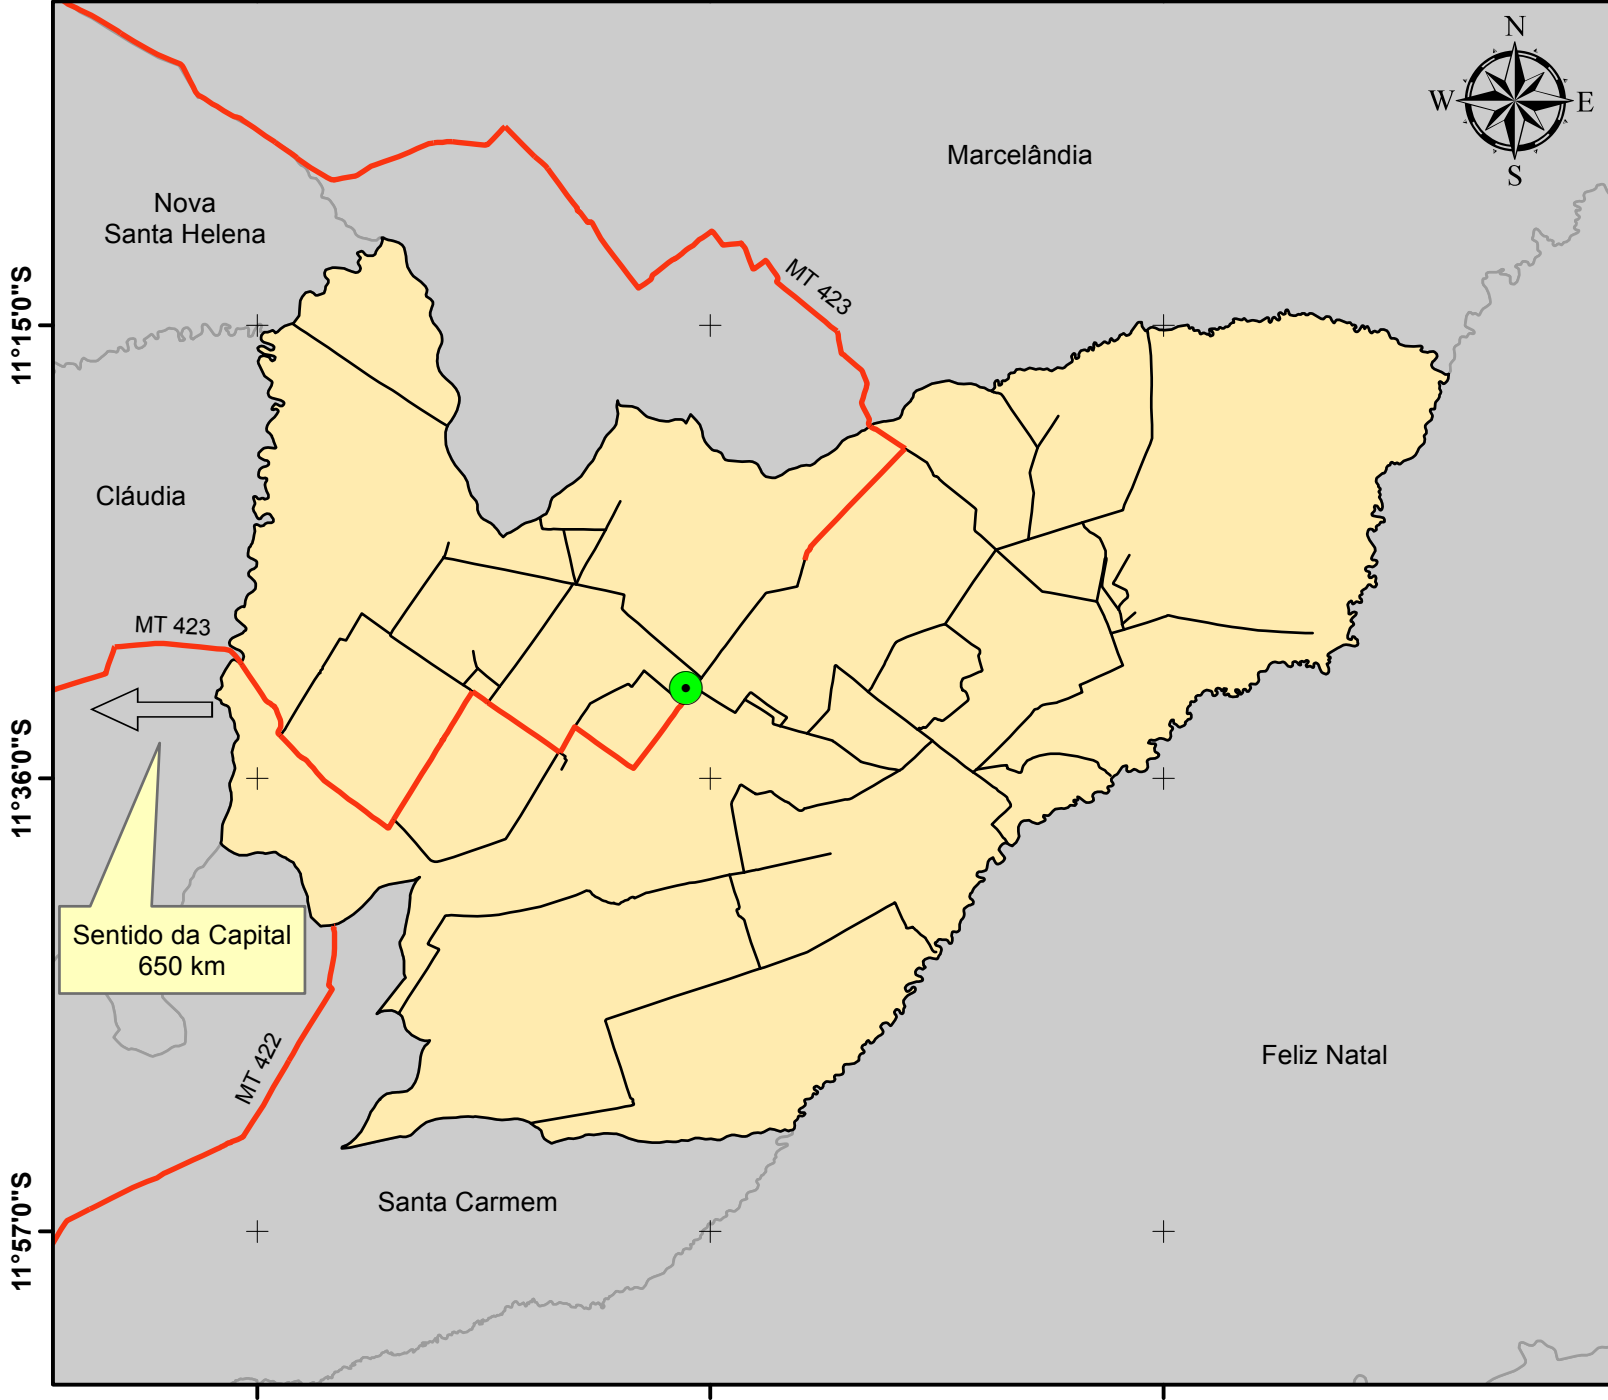 N
W
E
S
Marcelândia
Nova
Santa Helena
MT 423
11°15'0"S
Cláudia
MT 423
11°36'0"S
Sentido da Capital
650 km
MT 422
Feliz Natal
Santa Carmem
11°57'0"S